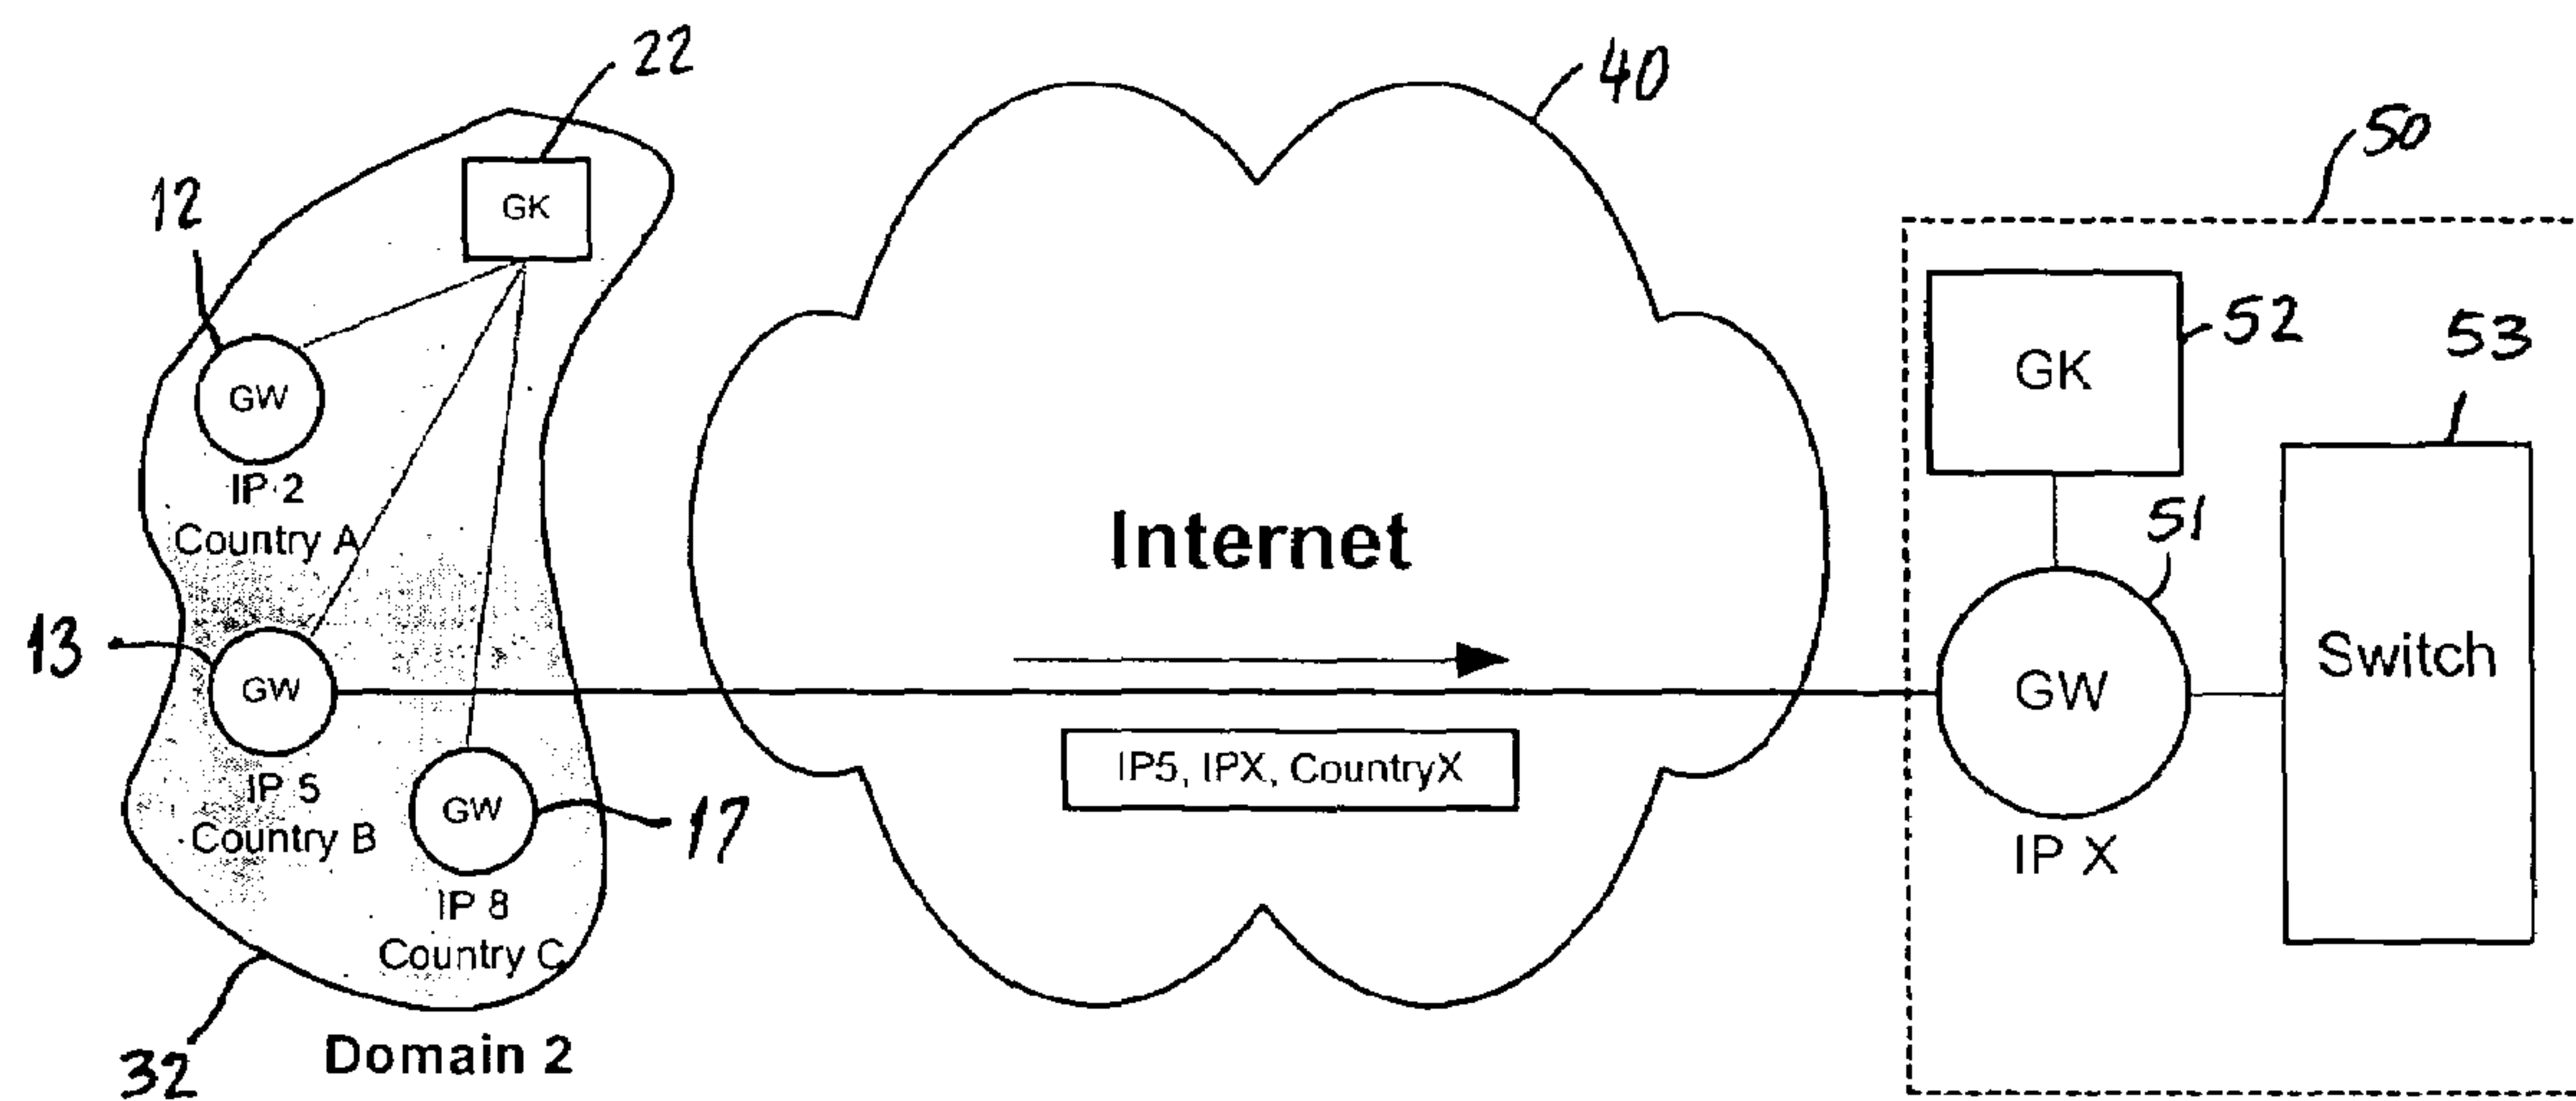 22
40
50
12
GK
GW
IP 2
Country A
13
GW
IP 5
Country B
GW
17
IP 8
Country C
32
Domain 2
Internet
IP5, IPX, CountryX
GK
52
53
51
GW
IP X
Switch